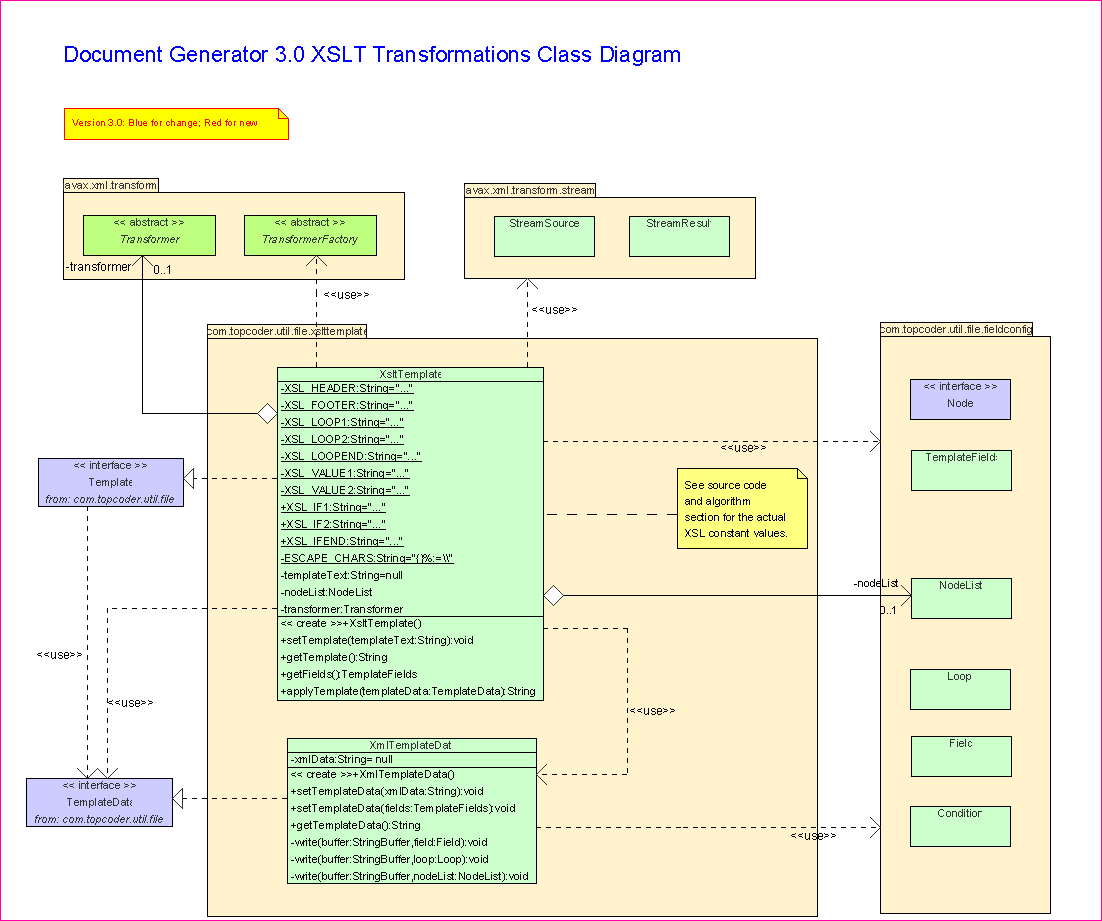 Document Generator 3.0 XSLT Transformations Class Diagram
Version 3.0: Blue for change; Red for new
avax.xml.transform
<< abstract >>
Transformer
<< abstract >>
TransformerFactory
-transformer
0..1
avax.xml.transform.stream
StreamSource
StreamResul
<<use>>
<<use>>
com.topcoder.util.file.xslttemplate
XsltTemplate
-XSL_HEADER:String="..."
-XSL_FOOTER:String="..."
-XSL_LOOP1:String="..."
-XSL_LOOP2:String="..."
-XSL_LOOPEND:String="..."
-XSL_VALUE1:String="..."
-XSL_VALUE2:String="..."
+XSL_IF1:String="..."
+XSL_IF2:String="..."
+XSL_IFEND:String="..."
-ESCAPE_CHARS:String="{}%:=\\"
-templateText:String=null
-nodeList:NodeList
-transformer:Transformer
<< create >>+XsltTemplate()
+setTemplate(templateText:String):void
+getTemplate():String
+getFields():TemplateFields
+applyTemplate(templateData:TemplateData):String
<< interface >>
Template
from: com.topcoder.util.file
<<use>>
<<use>>
<< interface >>
TemplateData
from: com.topcoder.util.file
XmlTemplateDat
-xmlData:String= null
<< create >>+XmlTemplateData()
+setTemplateData(xmlData:String):void
+setTemplateData(fields:TemplateFields):void
+getTemplateData():String
-write(buffer:StringBuffer,field:Field):void
-write(buffer:StringBuffer,loop:Loop):void
-write(buffer:StringBuffer,nodeList:NodeList):void
<<use>>
See source code
and algorithm
section for the actual
XSL constant values.
<<use>>
<<use>>
com.topcoder.util.file.fieldconfig
<< interface >>
Node
TemplateFields
-nodeList
0..1
NodeList
Loop
Field
Condition